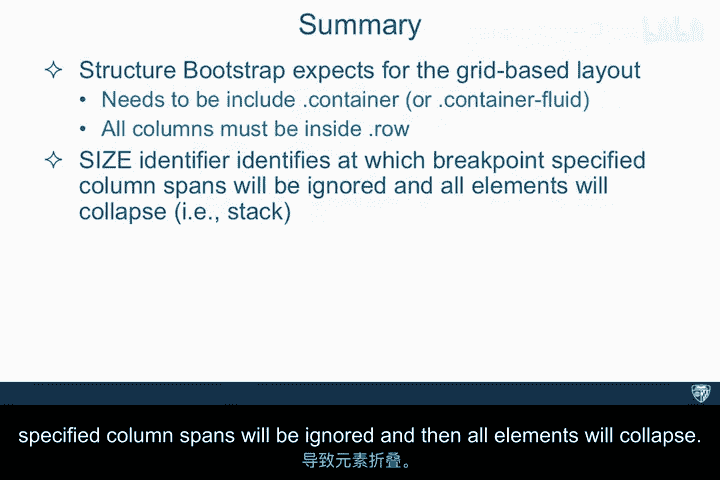 Summary
✧ Structure Bootstrap expects for the grid-based layout
• Needs to be include .container (or .container-fluid)
• All columns must be inside .row
✧ SIZE identifier identifies at which breakpoint specified
column spans will be ignored and all elements will
collapse (i.e., stack)
specified column spans will be ignored and then all elements will collapse.
导致元素折叠。